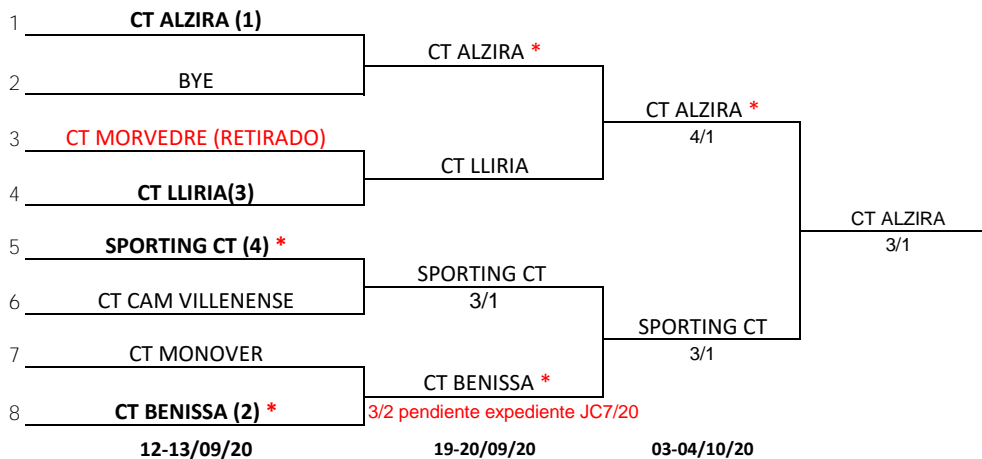 1 CT ALZIRA (1)
2 BYE
3 CT MORVEDRE (RETIRADO)
4 CT LLIRIA(3)
5 SPORTING CT (4) *
6 CT CAM VILLENENSE
7 CT MONOVER
8 CT BENISSA (2) *
12-13/09/20
CT ALZIRA *
CT LLIRIA
SPORTING CT
3/1
CT BENISSA *
3/2 pendiente expediente JC7/20
19-20/09/20
CT ALZIRA *
4/1
SPORTING CT
3/1
03-04/10/20
CT ALZIRA
3/1